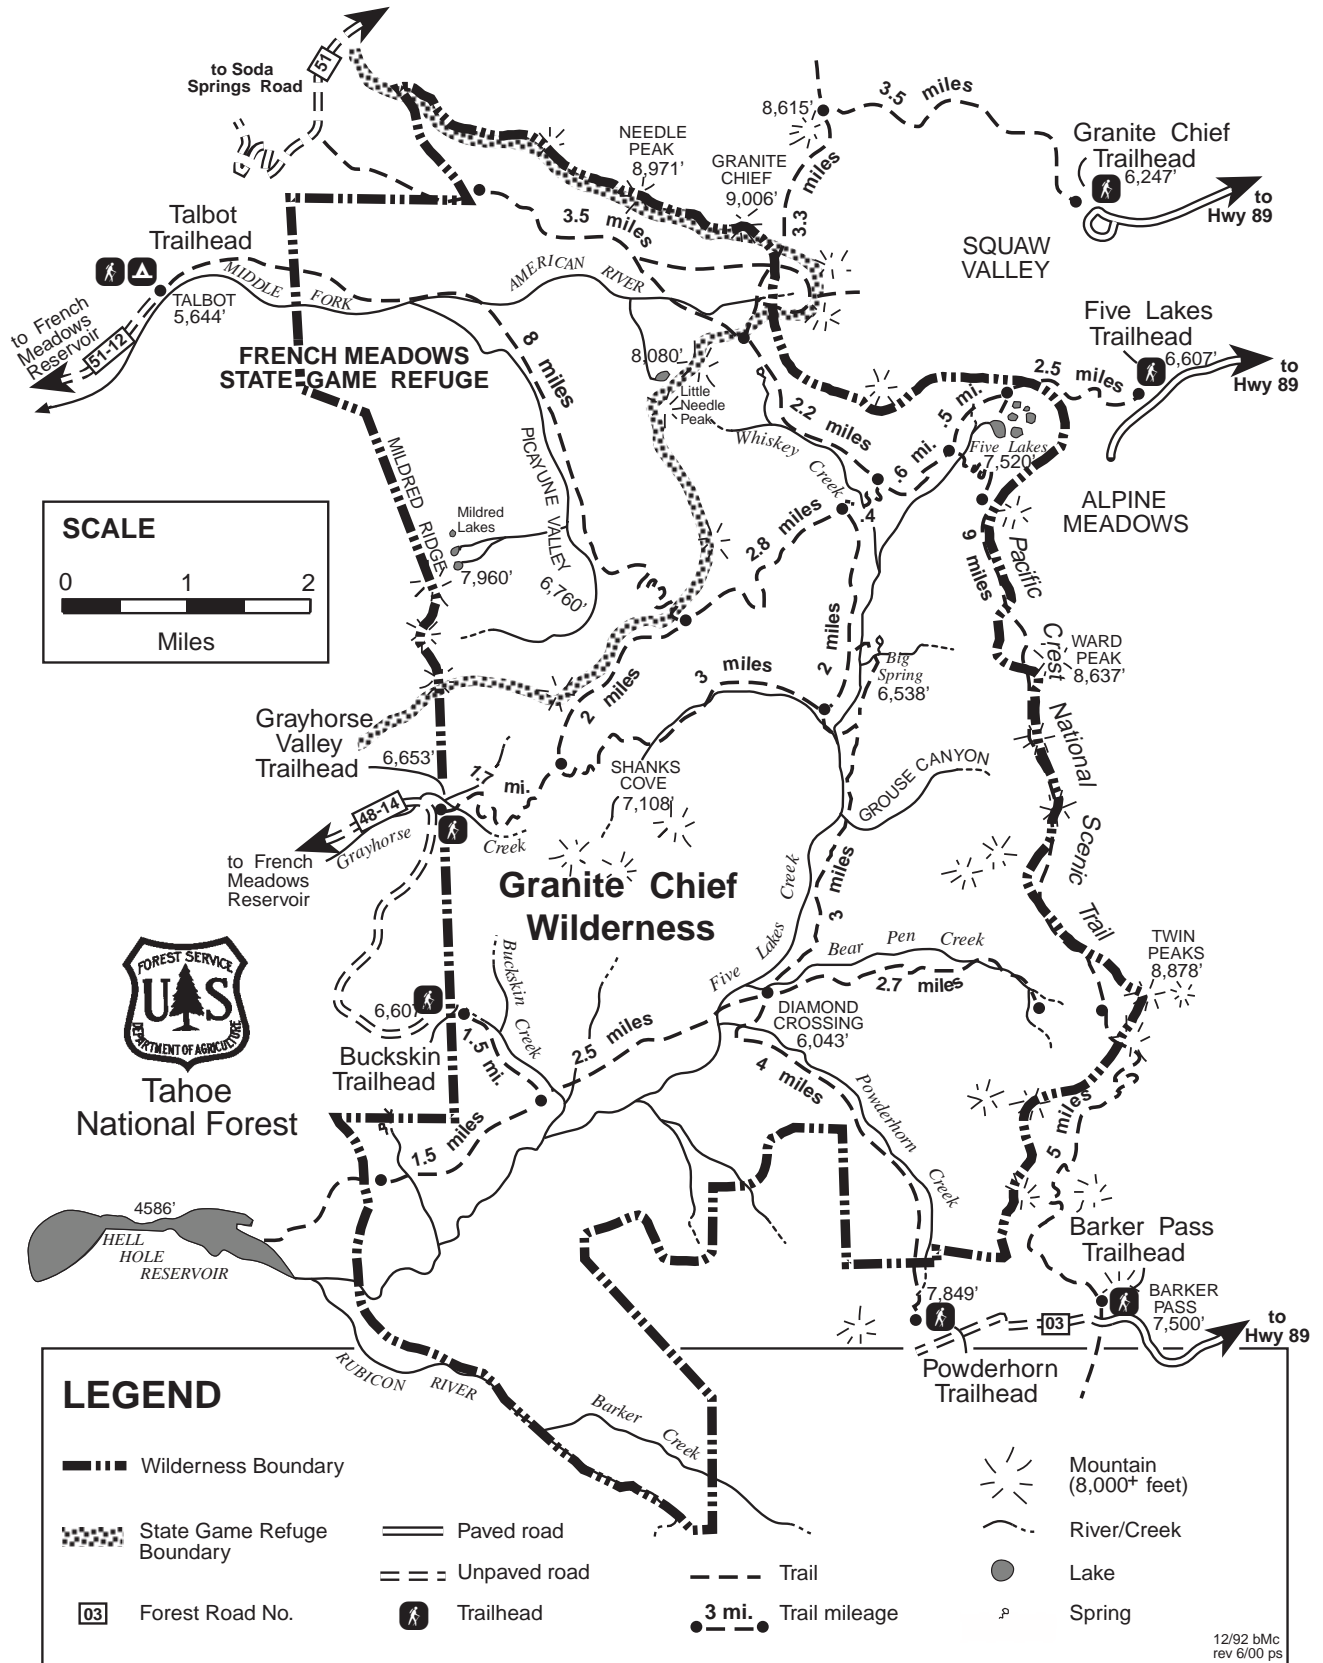 51
to Soda
Springs Road
8,615'
3.5 miles
NEEDLE
PEAK
8,971'
GRANITE
CHIEF
9,006'
3.3 miles
Granite Chief
Trailhead
6,247'
to
Hwy 89
SQUAW
VALLEY
Talbot
Trailhead
3.5 miles
MIDDLE FORK
AMERICAN RIVER
TALBOT
5,644'
to French
Meadows
Reservoir
51-12
FRENCH MEADOWS
STATE GAME REFUGE
8 miles
8,080'
Little
Needle
Peak
Five Lakes
Trailhead
6,607'
to
Hwy 89
2.5 miles
2.2 miles
.5 mi.
.6 mi.
Five Lakes
7,520'
Whiskey Creek
.4
ALPINE
MEADOWS
MILDRED RIDGE
PICAYUNE VALLEY
6,760'
Mildred
Lakes
7,960'
2.8 miles
9 miles
Pacific Crest National Scenic Trail
SCALE
0 1 2
Miles
2 miles
3 miles
2 miles
Big
Spring
6,538'
WARD
PEAK
8,637'
Grayhorse
Valley
Trailhead
6,653'
1.7 mi.
SHANKS
COVE
7,108'
GROUSE CANYON
48-14
Grayhorse Creek
to French
Meadows
Reservoir
Granite Chief
Wilderness
3 miles
Five Lakes Creek
Bear Pen Creek
2.7 miles
TWIN
PEAKS
8,878'
FOREST SERVICE
U S
DEPARTMENT OF AGRICULTURE
Tahoe
National Forest
Buckskin Creek
6,607'
Buckskin
Trailhead
1.5 mi.
2.5 miles
DIAMOND
CROSSING
6,043'
4 miles
Powderhorn Creek
1.5 miles
5 miles
4586'
HELL
HOLE
RESERVOIR
Barker Pass
Trailhead
BARKER
PASS
7,500'
7,849'
03
to
Hwy 89
Powderhorn
Trailhead
RUBICON RIVER
Barker Creek
LEGEND
Wilderness Boundary
State Game Refuge
Boundary
03 Forest Road No.
Paved road
Unpaved road
Trailhead
Trail
3 mi. Trail mileage
Mountain
(8,000+ feet)
River/Creek
Lake
Spring
12/92 bMc
rev 6/00 ps